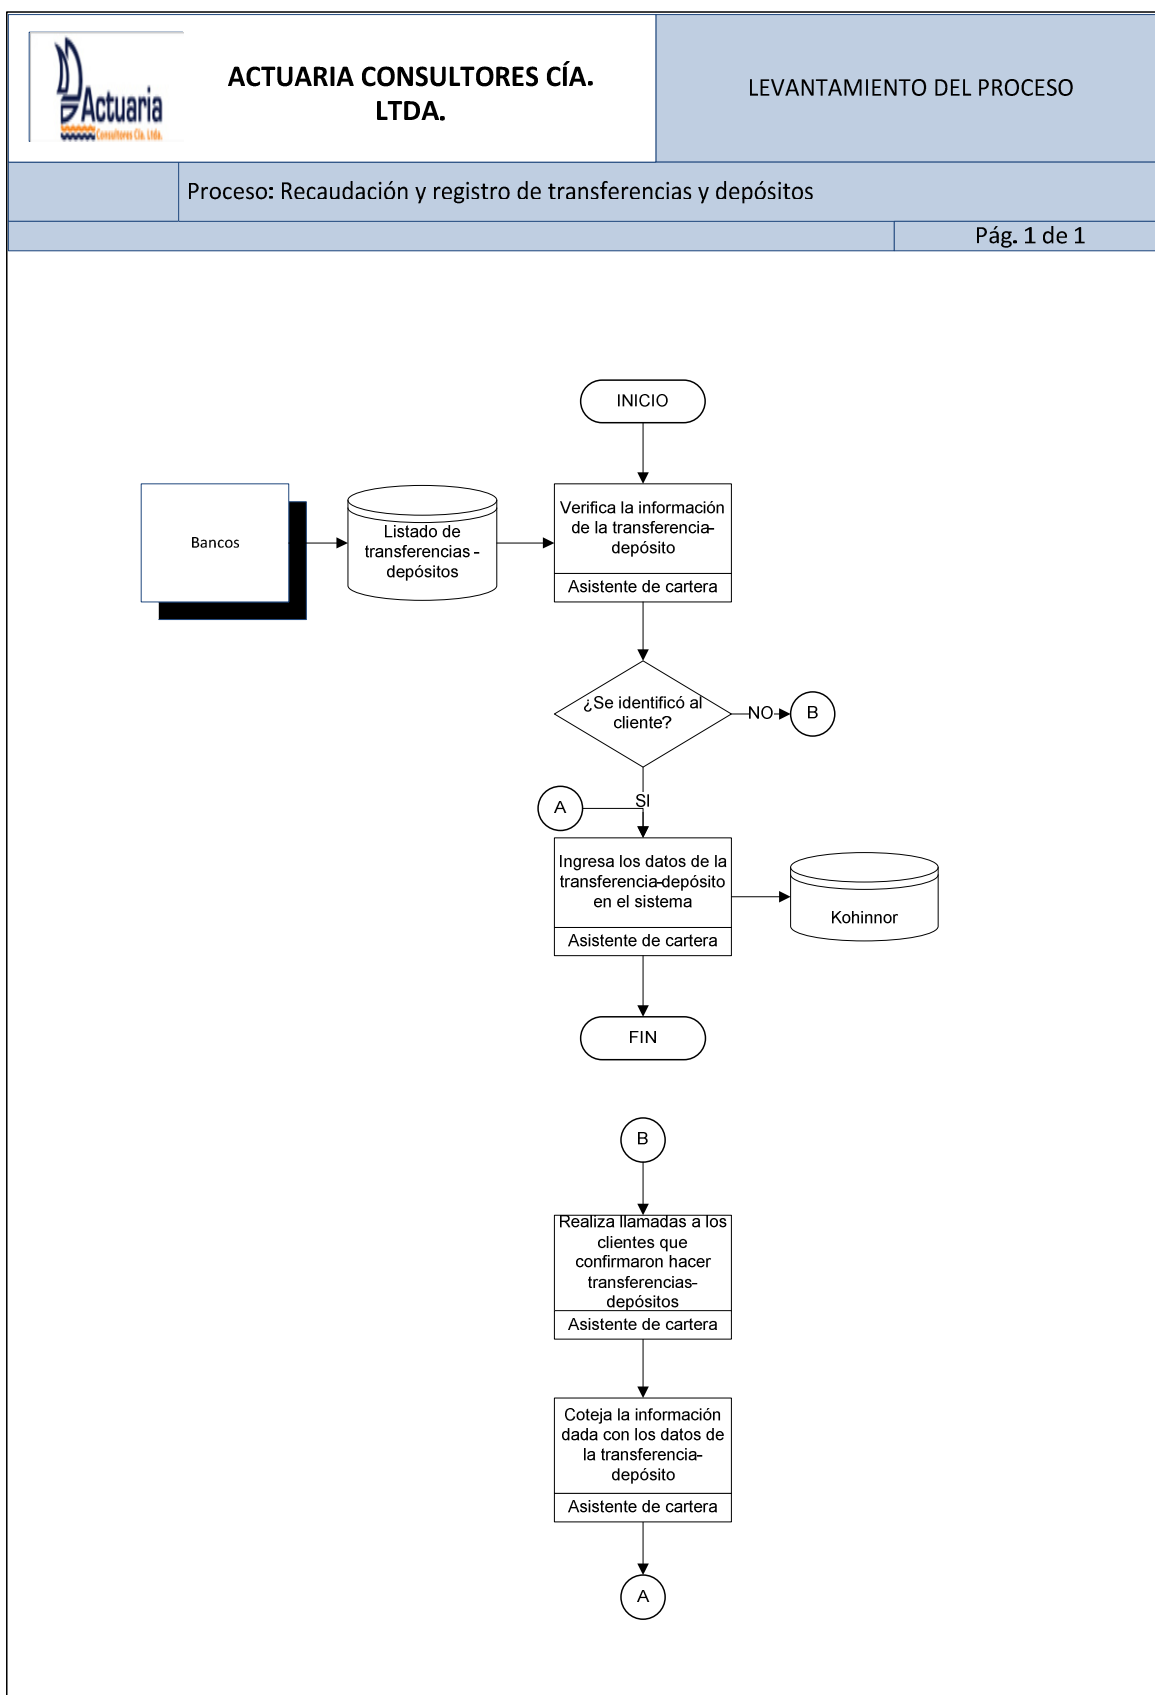 Actuaria
Consultores Cía. Ltda.
ACTUARIA CONSULTORES CÍA.
LTDA.
LEVANTAMIENTO DEL PROCESO
Proceso: Recaudación y registro de transferencias y depósitos
Pág. 1 de 1
INICIO
Bancos
Listado de
transferencias -
depósitos
Verifica la información
de la transferencia-
depósito
Asistente de cartera
¿Se identificó al
cliente?
NO
B
SI
A
Ingresa los datos de la
transferencia-depósito
en el sistema
Asistente de cartera
Kohinnor
FIN
B
Realiza llamadas a los
clientes que
confirmaron hacer
transferencias-
depósitos
Asistente de cartera
Coteja la información
dada con los datos de
la transferencia-
depósito
Asistente de cartera
A